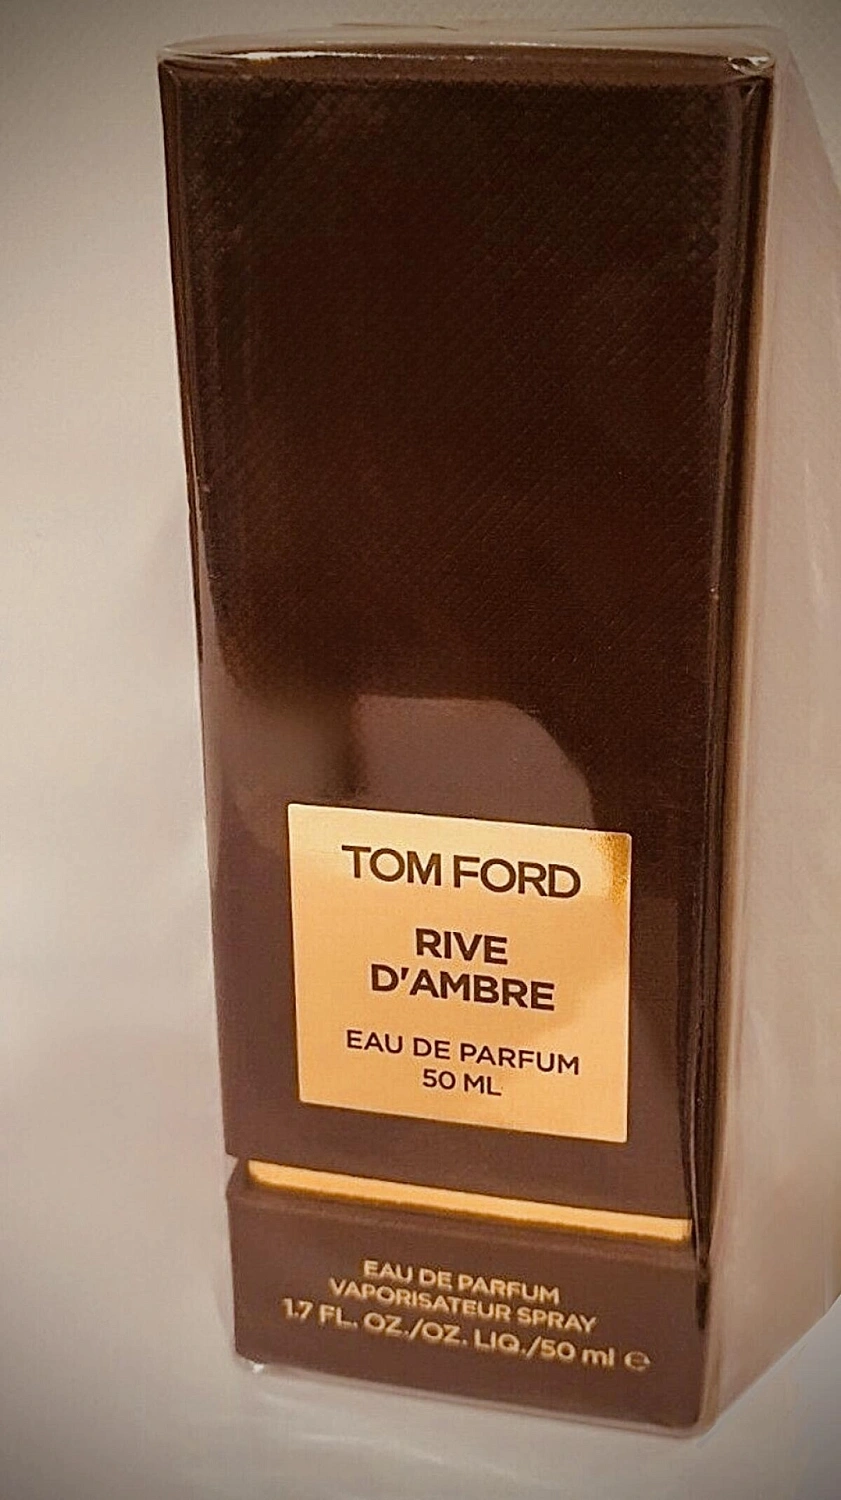 TOM FORD
RIVE
D'AMBRE
EAU DE PARFUM
50 ML
EAU DE PARFUM
VAPORISATEUR SPRAY
1.7 FL. OZ./OZ. LIQ./50 ml ℮